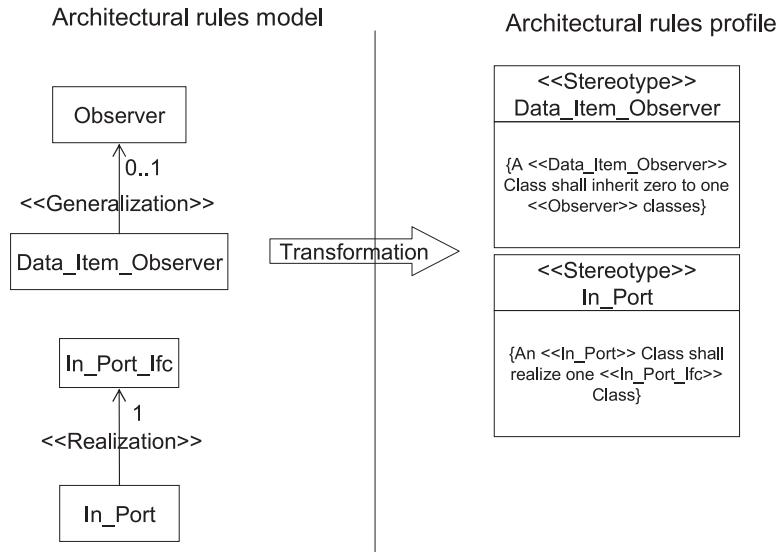 Architectural rules model
Observer
0..1
<<Generalization>>
Data_Item_Observer
In_Port_Ifc
1
<<Realization>>
In_Port
Transformation
Architectural rules profile
<<Stereotype>>
Data_Item_Observer
{A <<Data_Item_Observer>>
Class shall inherit zero to one
<<Observer>> classes}
<<Stereotype>>
In_Port
{An <<In_Port>> Class shall
realize one <<In_Port_Ifc>>
Class}